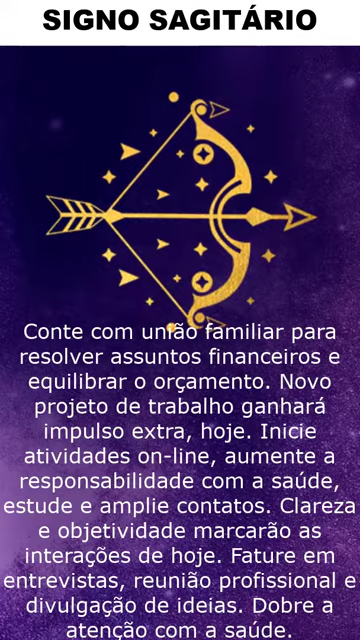 SIGNO SAGITÁRIO
Conte com união familiar para
resolver assuntos financeiros e
equilibrar o orçamento. Novo
projeto de trabalho ganhará
impulso extra, hoje. Inicie
atividades on-line, aumente a
responsabilidade com a saúde,
estude e amplie contatos. Clareza
e objetividade marcarão as
interações de hoje. Fature em
entrevistas, reunião profissional e
divulgação de ideias. Dobre a
atenção com a saúde.